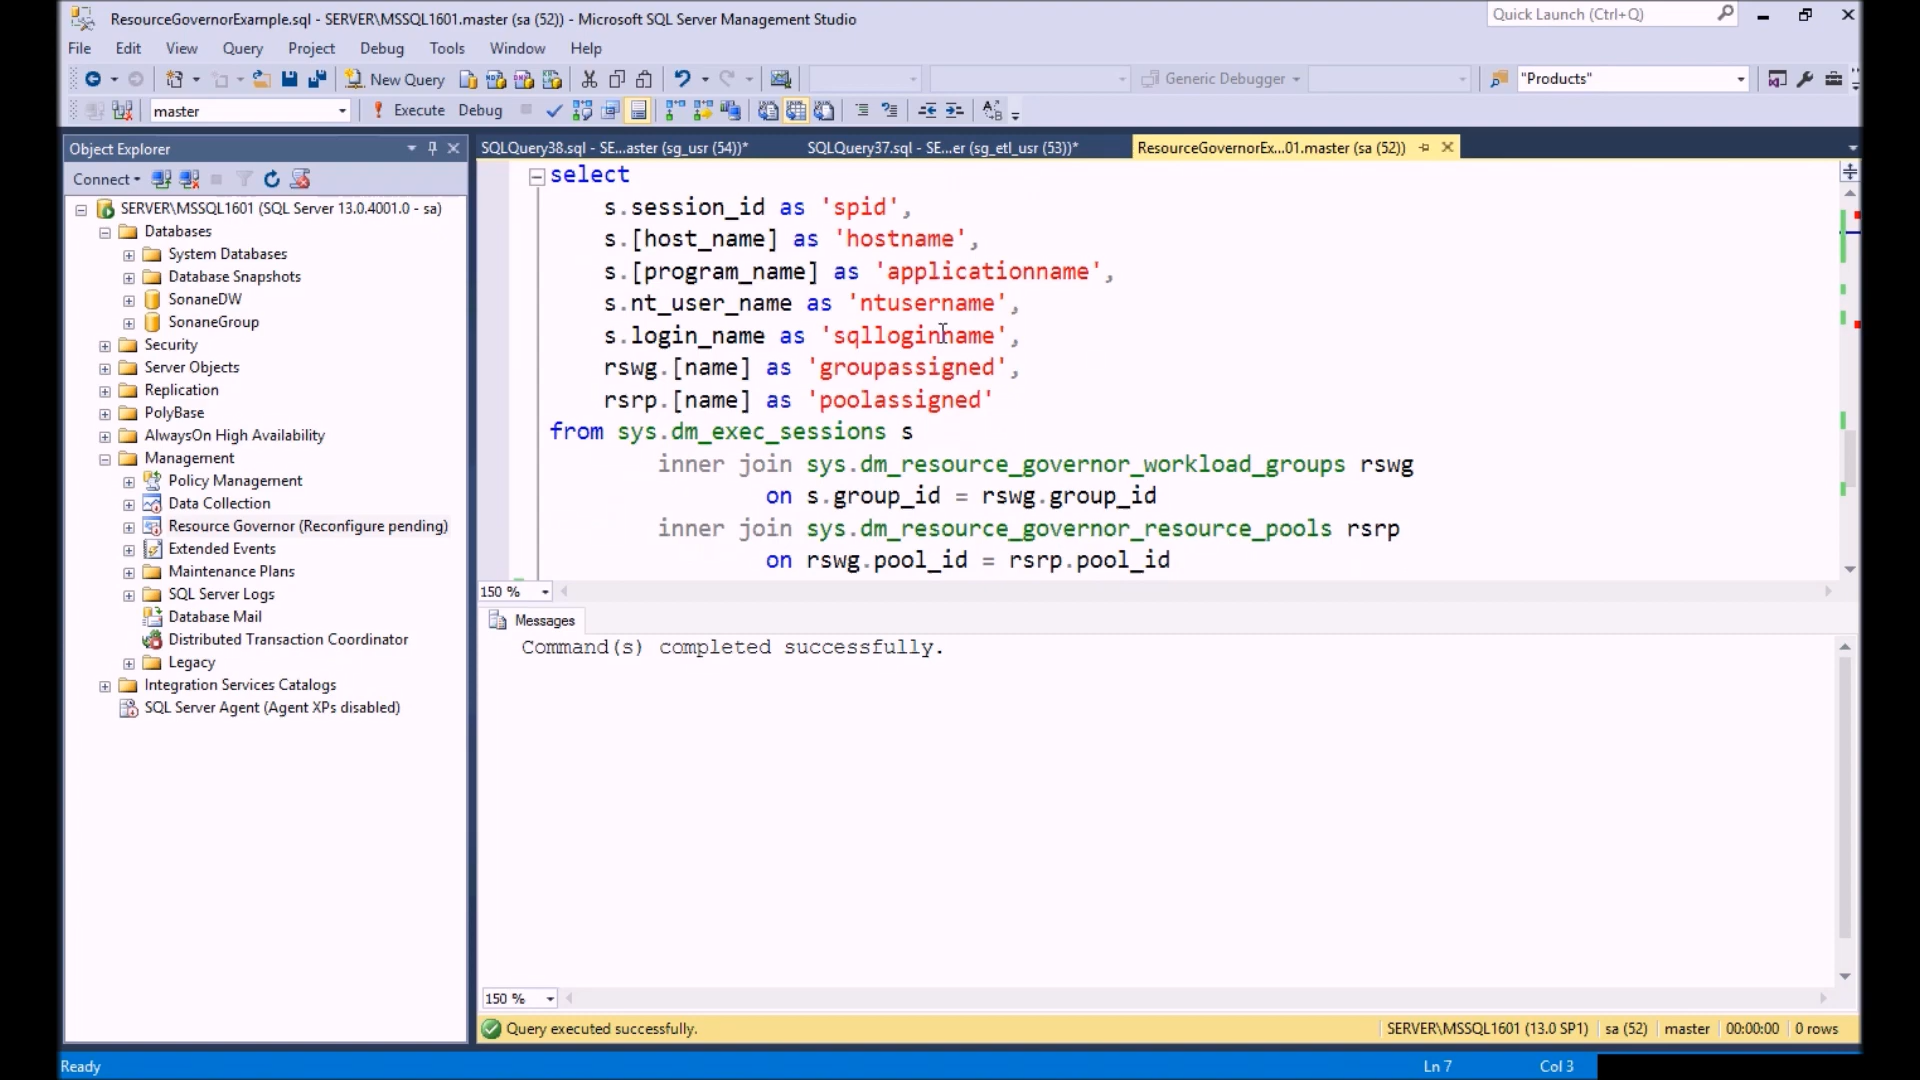 ResourceGovernorExample.sql - SERVER\MSSQL1601.master (sa (52)) - Microsoft SQL Server Management Studio
Quick Launch (Ctrl+Q)
File Edit View Query Project Debug Tools Window Help
New Query
Generic Debugger
"Products"
master
Execute Debug
Object Explorer
SQLQuery38.sql - SE...aster (sg_usr (54))*
SQLQuery37.sql - SE...er (sg_etl_usr (53))*
ResourceGovernorEx...01.master (sa (52))
Connect
SERVER\MSSQL1601 (SQL Server 13.0.4001.0 - sa)
Databases
System Databases
Database Snapshots
SonaneDW
SonaneGroup
Security
Server Objects
Replication
PolyBase
AlwaysOn High Availability
Management
Policy Management
Data Collection
Resource Governor (Reconfigure pending)
Extended Events
Maintenance Plans
SQL Server Logs
Database Mail
Distributed Transaction Coordinator
Legacy
Integration Services Catalogs
SQL Server Agent (Agent XPs disabled)
select
s.session_id as 'spid',
s.[host_name] as 'hostname',
s.[program_name] as 'applicationname',
s.nt_user_name as 'ntusername',
s.login_name as 'sqlloginname',
rswg.[name] as 'groupassigned',
rsrp.[name] as 'poolassigned'
from sys.dm_exec_sessions s
inner join sys.dm_resource_governor_workload_groups rswg
on s.group_id = rswg.group_id
inner join sys.dm_resource_governor_resource_pools rsrp
on rswg.pool_id = rsrp.pool_id
150 %
Messages
Command(s) completed successfully.
150 %
Query executed successfully.
SERVER\MSSQL1601 (13.0 SP1) sa (52) master 00:00:00 0 rows
Ready
Ln 7
Col 3